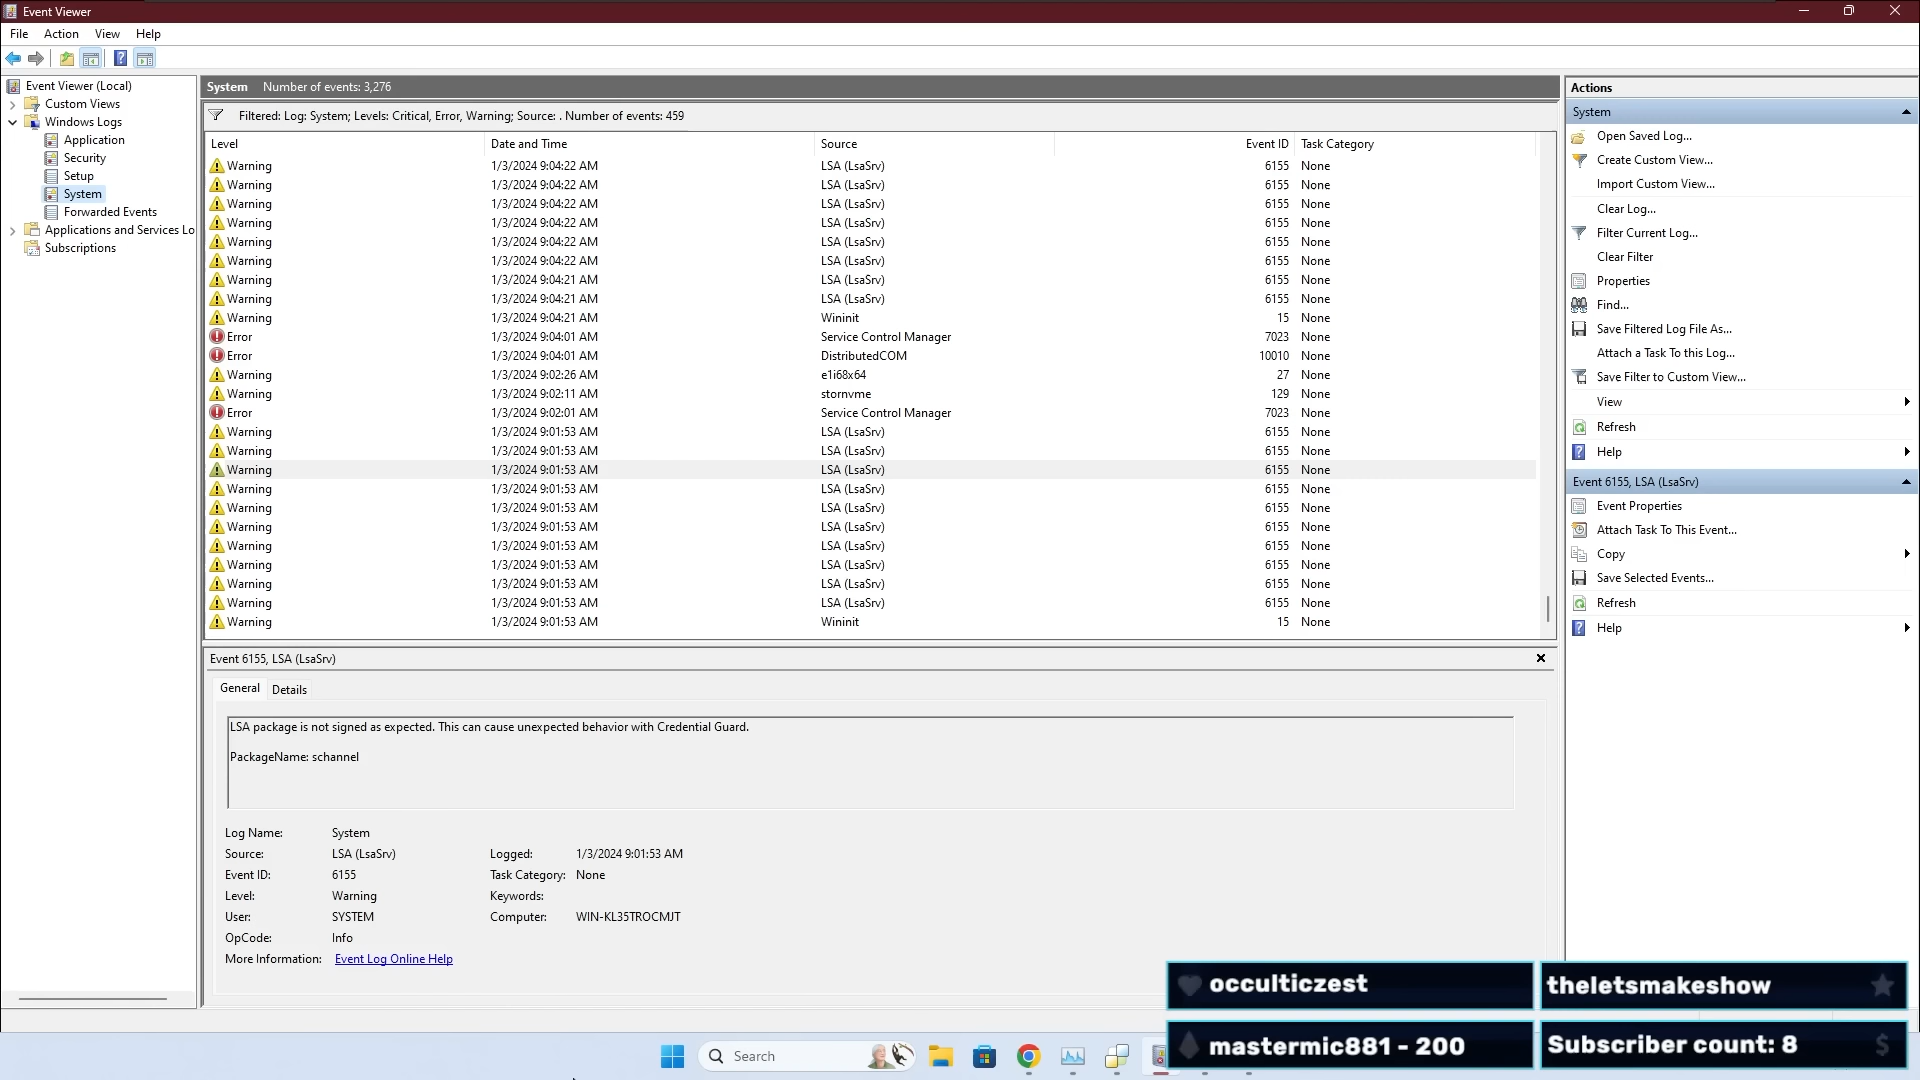 Event Viewer
File Action View Help
Event Viewer (Local)
Custom Views
Windows Logs
Application
Security
Setup
System
Forwarded Events
Applications and Services Lo
Subscriptions
System Number of events: 3,276
Filtered: Log: System; Levels: Critical, Error, Warning; Source: . Number of events: 459
Level Date and Time Source Event ID Task Category
Warning 1/3/2024 9:04:22 AM LSA (LsaSrv) 6155 None
Warning 1/3/2024 9:04:22 AM LSA (LsaSrv) 6155 None
Warning 1/3/2024 9:04:22 AM LSA (LsaSrv) 6155 None
Warning 1/3/2024 9:04:22 AM LSA (LsaSrv) 6155 None
Warning 1/3/2024 9:04:22 AM LSA (LsaSrv) 6155 None
Warning 1/3/2024 9:04:22 AM LSA (LsaSrv) 6155 None
Warning 1/3/2024 9:04:21 AM LSA (LsaSrv) 6155 None
Warning 1/3/2024 9:04:21 AM LSA (LsaSrv) 6155 None
Warning 1/3/2024 9:04:21 AM Wininit 15 None
Error 1/3/2024 9:04:01 AM Service Control Manager 7023 None
Error 1/3/2024 9:04:01 AM DistributedCOM 10010 None
Warning 1/3/2024 9:02:26 AM e1i68x64 27 None
Warning 1/3/2024 9:02:11 AM stornvme 129 None
Error 1/3/2024 9:02:01 AM Service Control Manager 7023 None
Warning 1/3/2024 9:01:53 AM LSA (LsaSrv) 6155 None
Warning 1/3/2024 9:01:53 AM LSA (LsaSrv) 6155 None
Warning 1/3/2024 9:01:53 AM LSA (LsaSrv) 6155 None
Warning 1/3/2024 9:01:53 AM LSA (LsaSrv) 6155 None
Warning 1/3/2024 9:01:53 AM LSA (LsaSrv) 6155 None
Warning 1/3/2024 9:01:53 AM LSA (LsaSrv) 6155 None
Warning 1/3/2024 9:01:53 AM LSA (LsaSrv) 6155 None
Warning 1/3/2024 9:01:53 AM LSA (LsaSrv) 6155 None
Warning 1/3/2024 9:01:53 AM LSA (LsaSrv) 6155 None
Warning 1/3/2024 9:01:53 AM LSA (LsaSrv) 6155 None
Warning 1/3/2024 9:01:53 AM Wininit 15 None
Event 6155, LSA (LsaSrv)
General Details
LSA package is not signed as expected. This can cause unexpected behavior with Credential Guard.
PackageName: schannel
Log Name: System
Source: LSA (LsaSrv) Logged: 1/3/2024 9:01:53 AM
Event ID: 6155 Task Category: None
Level: Warning Keywords:
User: SYSTEM Computer: WIN-KL35TROCMJT
OpCode: Info
More Information: Event Log Online Help
Actions
System
Open Saved Log...
Create Custom View...
Import Custom View...
Clear Log...
Filter Current Log...
Clear Filter
Properties
Find...
Save Filtered Log File As...
Attach a Task To this Log...
Save Filter to Custom View...
View
Refresh
Help
Event 6155, LSA (LsaSrv)
Event Properties
Attach Task To This Event...
Copy
Save Selected Events...
Refresh
Help
occulticzest
theletsmakeshow
mastermic881 - 200
Subscriber count: 8
Search